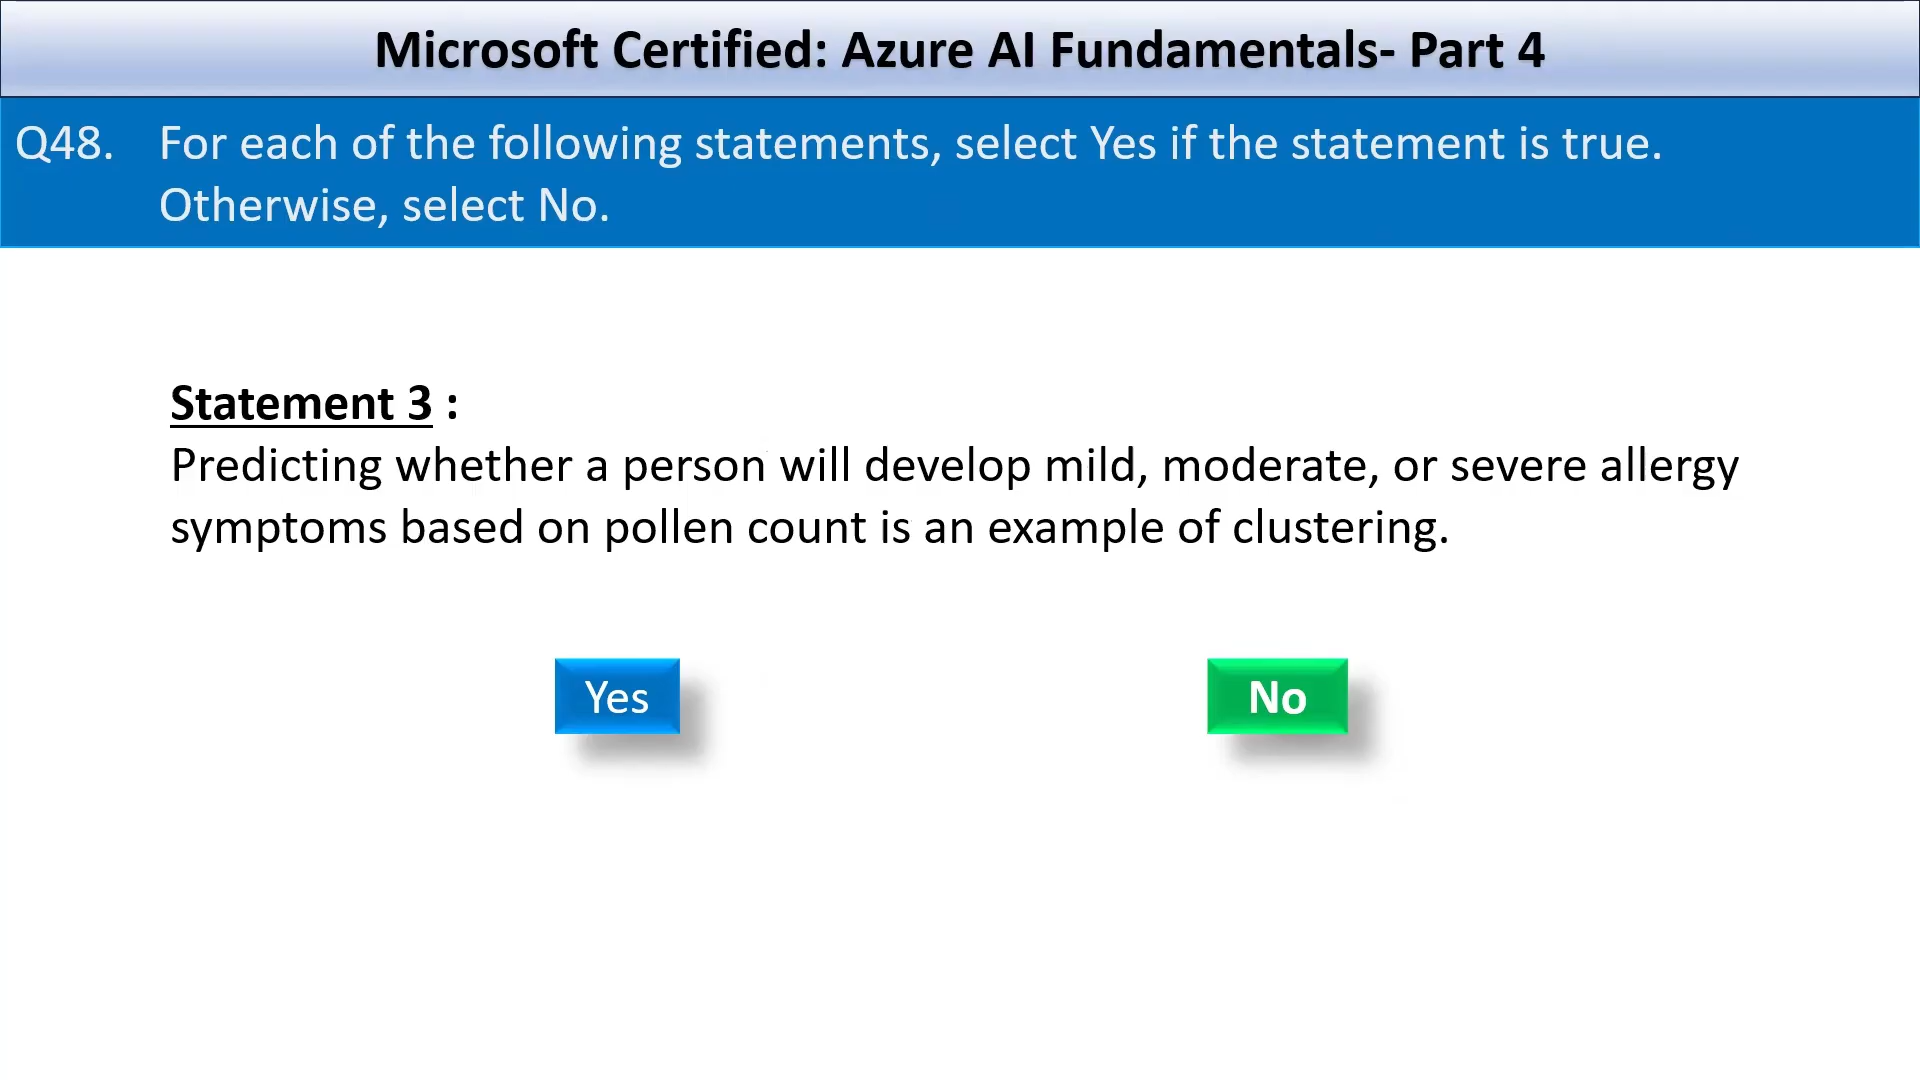 Microsoft Certified: Azure AI Fundamentals- Part 4
Q48. For each of the following statements, select Yes if the statement is true.
Otherwise, select No.
Statement 3 :
Predicting whether a person will develop mild, moderate, or severe allergy
symptoms based on pollen count is an example of clustering.
Yes No